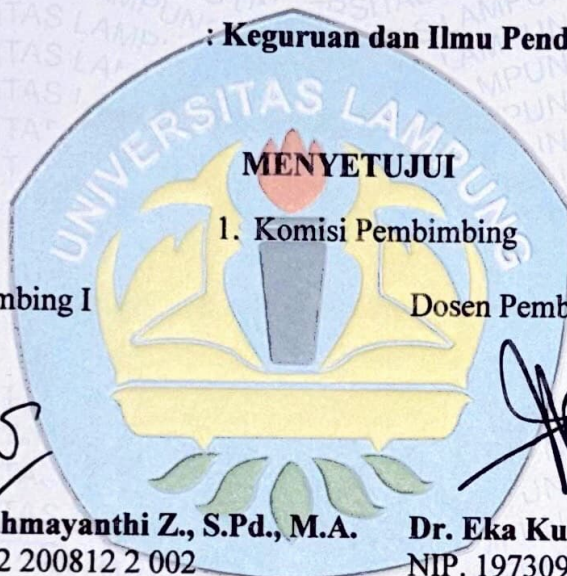 : Keguruan dan Ilmu Pend
UNIVERSITAS LAMPUNG
MENYETUJUI
1. Komisi Pembimbing
mbing I Dosen Pemb
hmayanthi Z., S.Pd., M.A. Dr. Eka Ku
2 200812 2 002 NIP. 197309